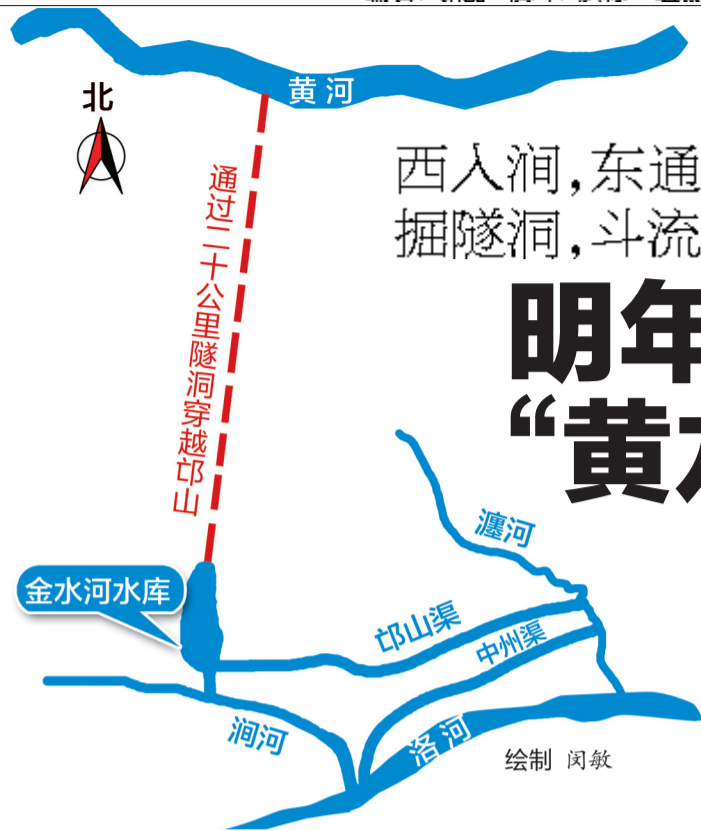 黄河
北
西入涧，东通
掘隧洞，斗流
通过二十公里隧洞穿越邙山
明年
“黄
瀍河
金水河水库
邙山渠
中州渠
涧河
洛河
绘制 闵敏